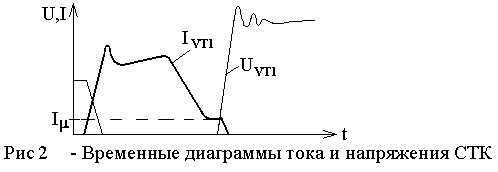 U,I
I VT1
U VT1
Iμ
t
Рис 2 - Временные диаграммы тока и напряжения СТК